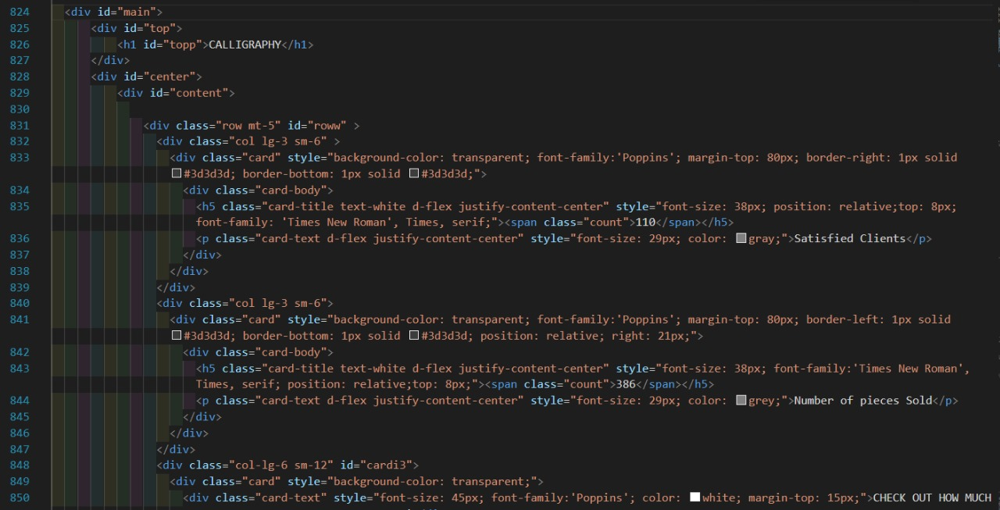 824 <div id="main">
825 <div id="top">
826 <h1 id="topp">CALLIGRAPHY</h1>
827 </div>
828 <div id="center">
829 <div id="content">
830
831 <div class="row mt-5" id="roww" >
832 <div class="col lg-3 sm-6" >
833 <div class="card" style="background-color: transparent; font-family:'Poppins'; margin-top: 80px; border-right: 1px solid
#3d3d3d; border-bottom: 1px solid #3d3d3d;">
834 <div class="card-body">
835 <h5 class="card-title text-white d-flex justify-content-center" style="font-size: 38px; position: relative;top: 8px;
font-family: 'Times New Roman', Times, serif;"><span class="count">110</span></h5>
836 <p class="card-text d-flex justify-content-center" style="font-size: 29px; color: gray;">Satisfied Clients</p>
837 </div>
838 </div>
839 </div>
840 <div class="col lg-3 sm-6">
841 <div class="card" style="background-color: transparent; font-family:'Poppins'; margin-top: 80px; border-left: 1px solid
#3d3d3d; border-bottom: 1px solid #3d3d3d; position: relative; right: 21px;">
842 <div class="card-body">
843 <h5 class="card-title text-white d-flex justify-content-center" style="font-size: 38px; font-family:'Times New Roman',
Times, serif; position: relative;top: 8px;"><span class="count">386</span></h5>
844 <p class="card-text d-flex justify-content-center" style="font-size: 29px; color: grey;">Number of pieces Sold</p>
845 </div>
846 </div>
847 </div>
848 <div class="col-lg-6 sm-12" id="cardi3">
849 <div class="card" style="background-color: transparent;">
850 <div class="card-text" style="font-size: 45px; font-family:'Poppins'; color: white; margin-top: 15px;">CHECK OUT HOW MUCH